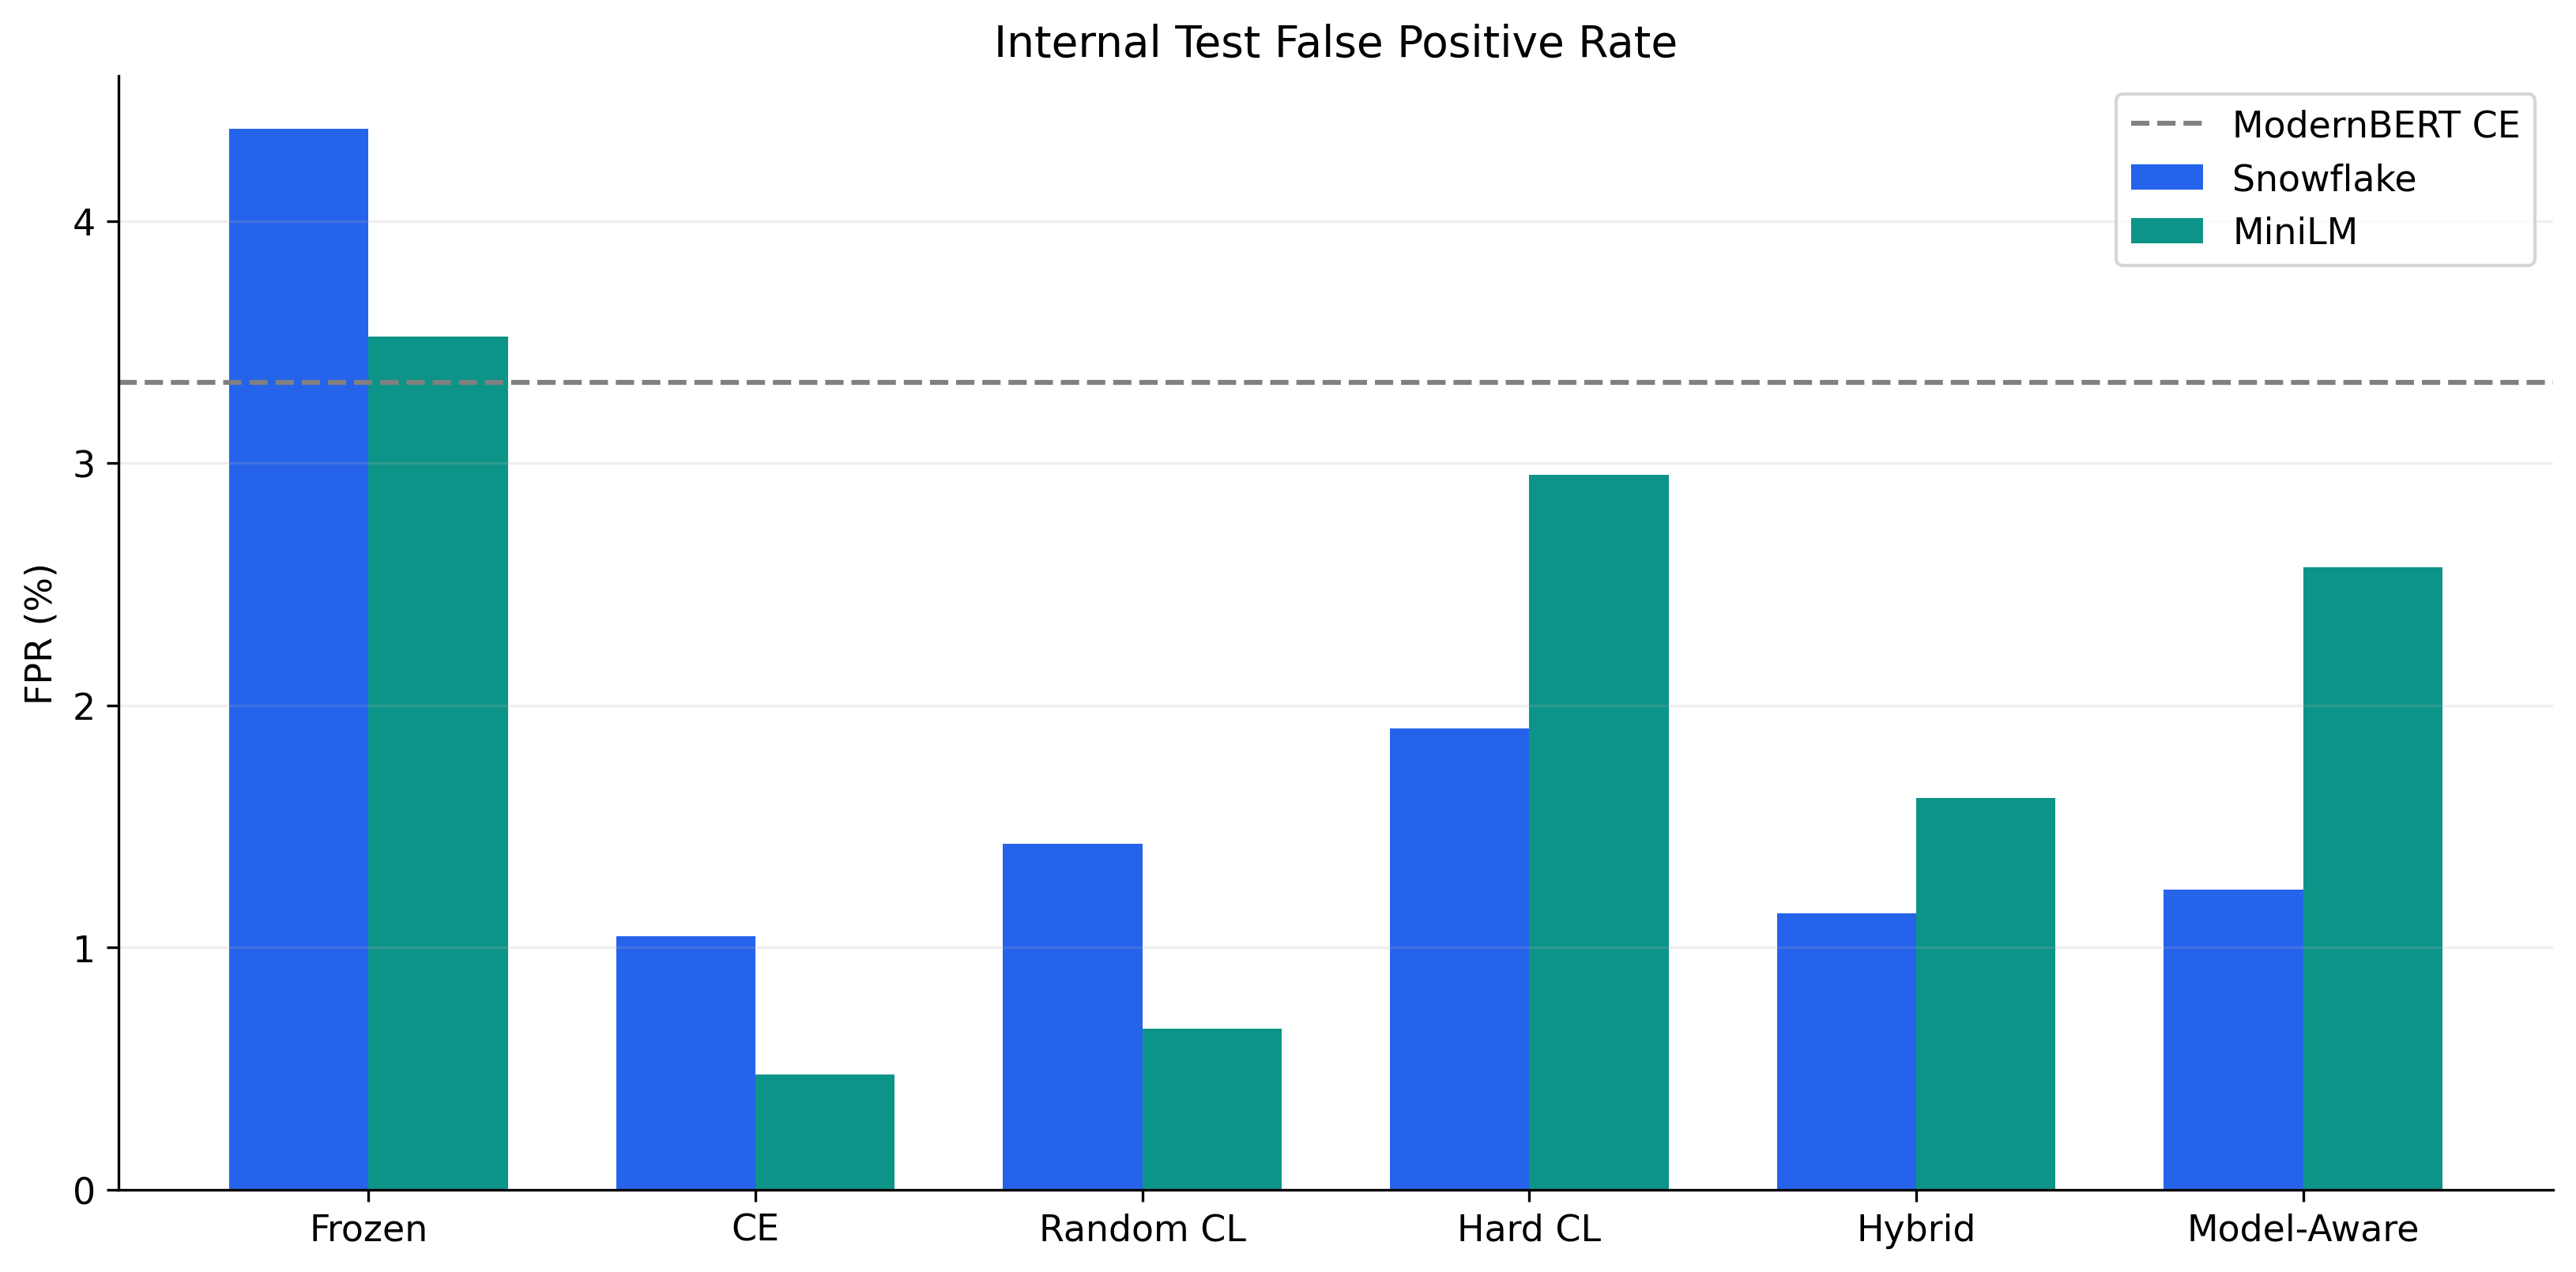 Internal Test False Positive Rate
ModernBERT CE
Snowflake
MiniLM
FPR (%)
4
3
2
1
0
Frozen
CE
Random CL
Hard CL
Hybrid
Model-Aware